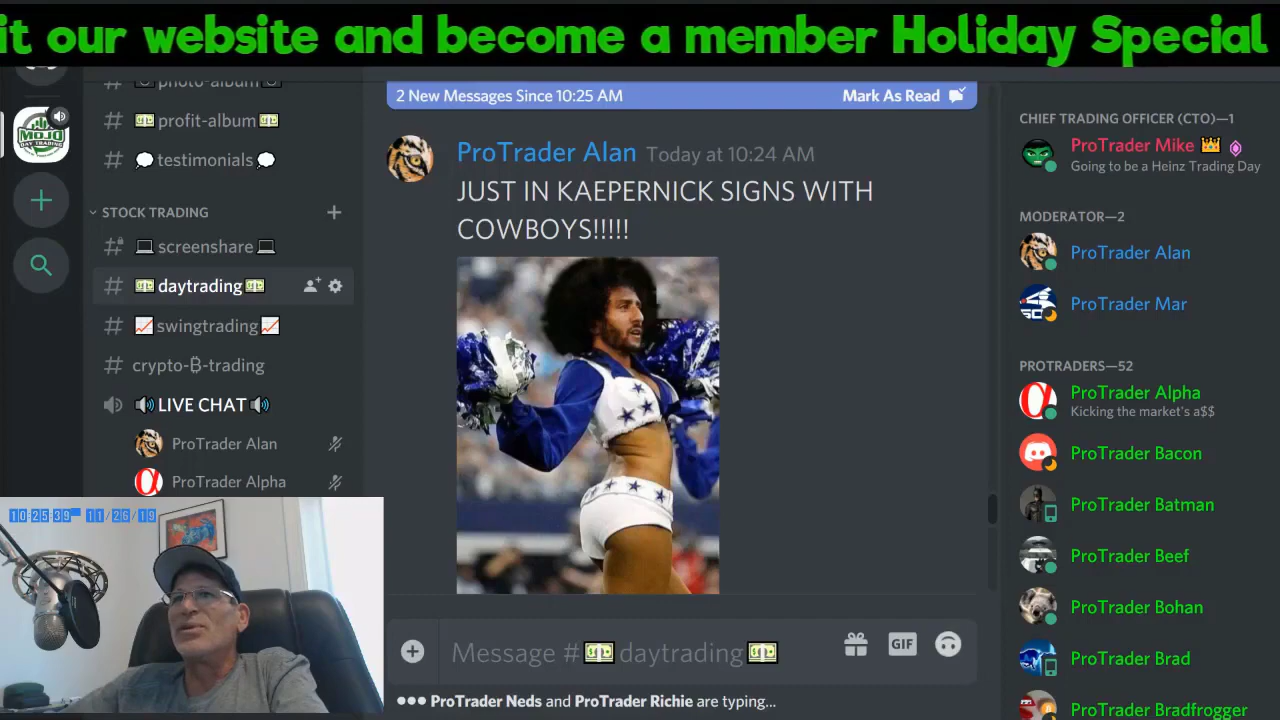 it our website and become a member Holiday Special
photo-album
profit-album
testimonials
STOCK TRADING
screenshare
daytrading
swingtrading
crypto-₿-trading
LIVE CHAT
ProTrader Alan
ProTrader Alpha
10:25:39 11/26/19
MOJO
DAY TRADING
2 New Messages Since 10:25 AM
Mark As Read
ProTrader Alan Today at 10:24 AM
JUST IN KAEPERNICK SIGNS WITH
COWBOYS!!!!!
Message # daytrading
GIF
ProTrader Neds and ProTrader Richie are typing...
CHIEF TRADING OFFICER (CTO)—1
ProTrader Mike
Going to be a Heinz Trading Day
MODERATOR—2
ProTrader Alan
ProTrader Mar
PROTRADERS—52
ProTrader Alpha
Kicking the market's a$$
ProTrader Bacon
ProTrader Batman
ProTrader Beef
ProTrader Bohan
ProTrader Brad
ProTrader Bradfrogger